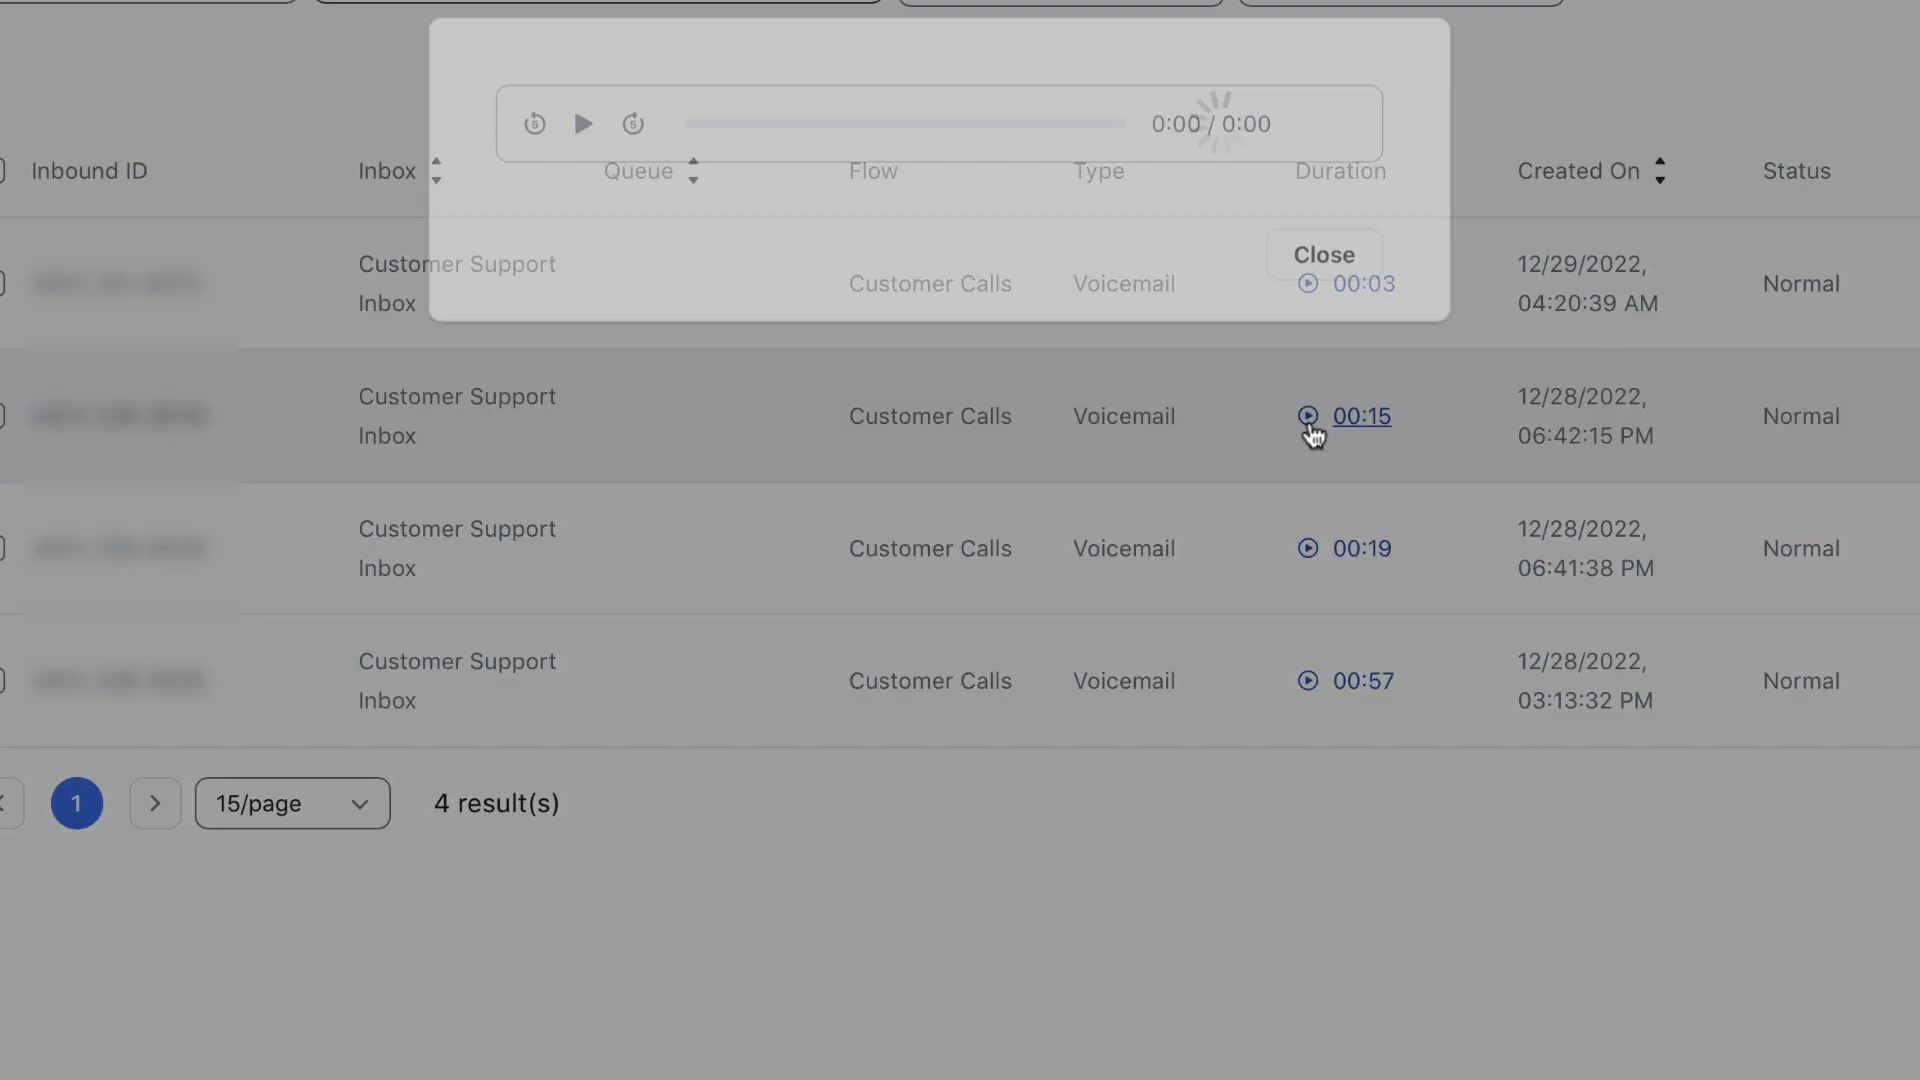 5 5 0:00 / 0:00
Inbound ID Inbox Queue Flow Type Duration Created On Status
Close
Customer Support
Inbox
Customer Calls Voicemail 00:03
12/29/2022,
04:20:39 AM
Normal
Customer Support
Inbox
Customer Calls Voicemail 00:15
12/28/2022,
06:42:15 PM
Normal
Customer Support
Inbox
Customer Calls Voicemail 00:19
12/28/2022,
06:41:38 PM
Normal
Customer Support
Inbox
Customer Calls Voicemail 00:57
12/28/2022,
03:13:32 PM
Normal
1 15/page 4 result(s)